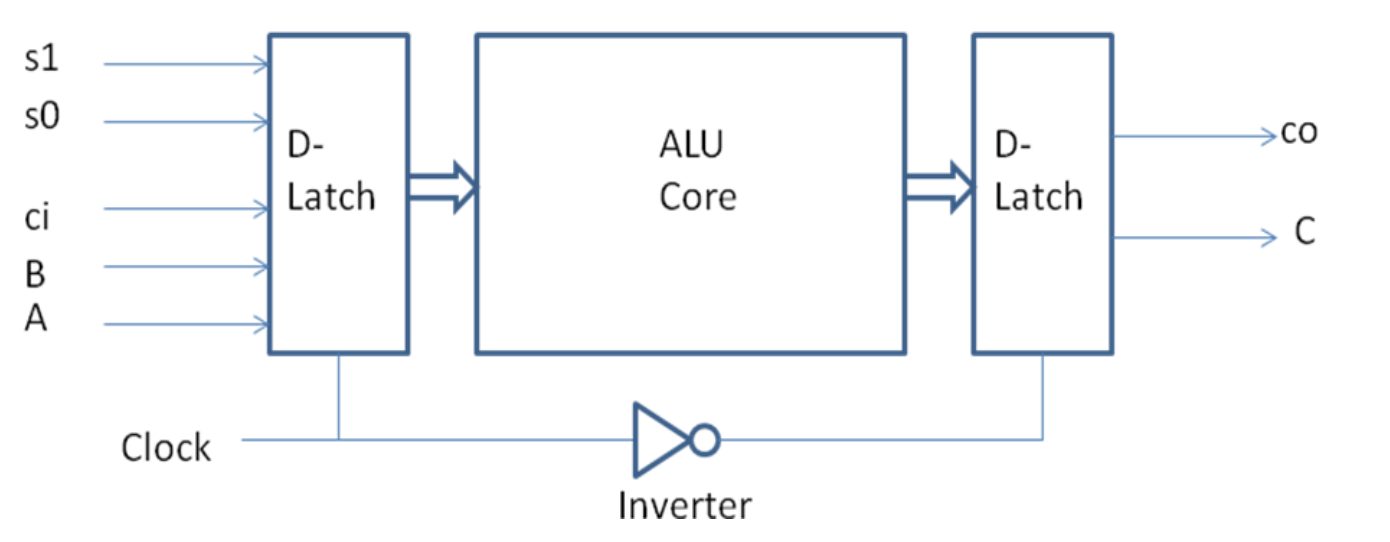 s1
s0
ci
B
A
D-
Latch
ALU
Core
D-
Latch
co
C
Clock
Inverter